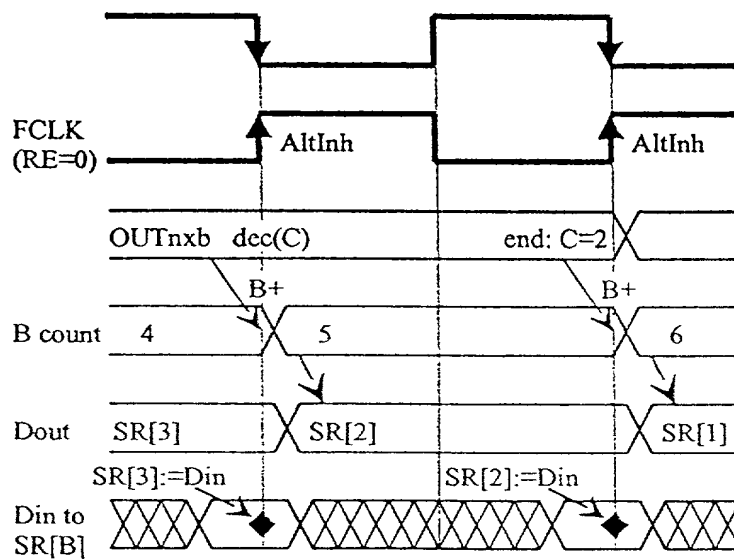 FCLK
(RE=0)
AltInh
AltInh
OUTnxb dec(C)
end: C=2
B+
B+
B count
4
5
6
Dout
SR[3]
SR[2]
SR[1]
SR[3]:=Din
SR[2]:=Din
Din to
SR[B]